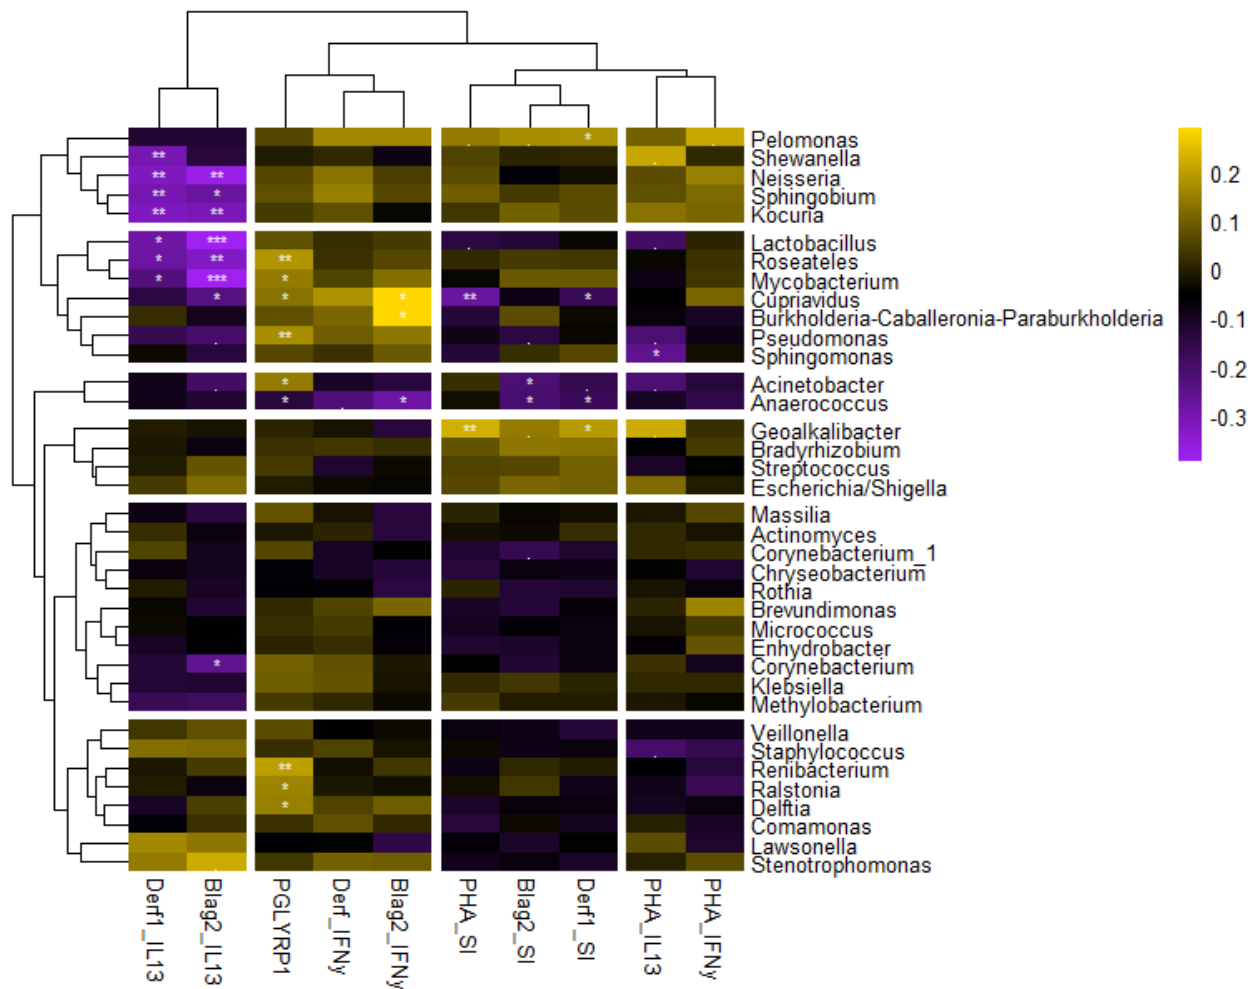 * Pelomonas
** Shewanella
** ** Neisseria
** * Sphingobium
** ** Kocuria
* *** Lactobacillus
* ** ** Roseateles
* *** * Mycobacterium
* * * ** * Cupriavidus
* Burkholderia-Caballeronia-Paraburkholderia
** Pseudomonas
* Sphingomonas
* * Acinetobacter
* * * * Anaerococcus
** * Geoalkalibacter
Bradyrhizobium
Streptococcus
Escherichia/Shigella
Massilia
Actinomyces
Corynebacterium_1
Chryseobacterium
Rothia
Brevundimonas
Micrococcus
Enhydrobacter
* Corynebacterium
Klebsiella
Methylobacterium
Veillonella
Staphylococcus
** Renibacterium
* Ralstonia
* Delftia
Comamonas
Lawsonella
Stenotrophomonas
0.2
0.1
0
-0.1
-0.2
-0.3
Derf1_IL13
Blag2_IL13
PGLYRP1
Derf_IFNy
Blag2_IFNy
PHA_SI
Blag2_SI
Derf1_SI
PHA_IL13
PHA_IFNy